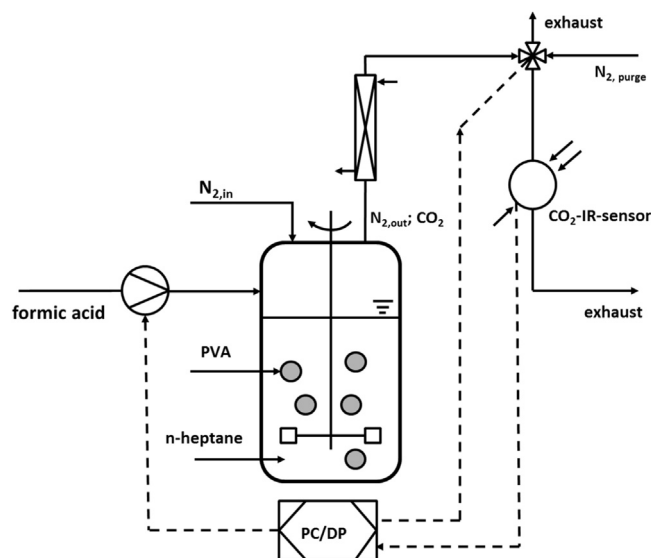 exhaust
N2, purge
N2,in
N2,out; CO2
CO2-IR-sensor
formic acid
exhaust
PVA
n-heptane
PC/DP